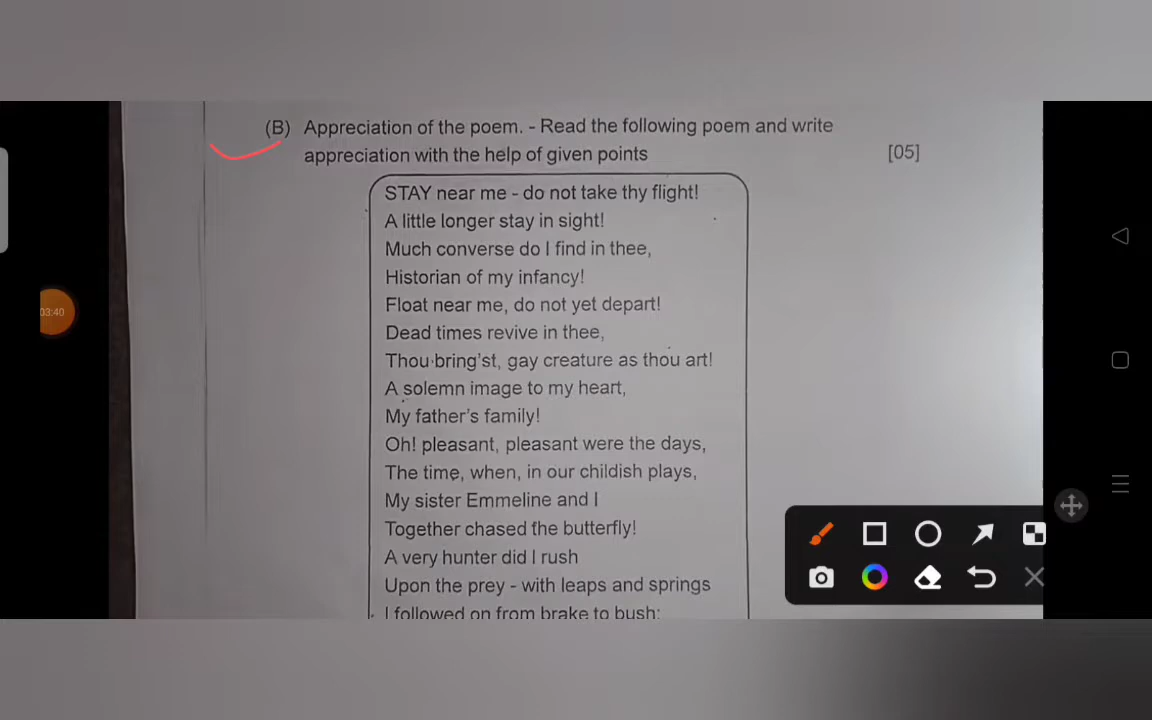 (B) Appreciation of the poem. - Read the following poem and write
appreciation with the help of given points
[05]
STAY near me - do not take thy flight!
A little longer stay in sight!
Much converse do I find in thee,
Historian of my infancy!
Float near me, do not yet depart!
Dead times revive in thee,
Thou bring'st, gay creature as thou art!
A solemn image to my heart,
My father's family!
Oh! pleasant, pleasant were the days,
The time, when, in our childish plays,
My sister Emmeline and I
Together chased the butterfly!
A very hunter did I rush
Upon the prey - with leaps and springs
I followed on from brake to bush;
03:40